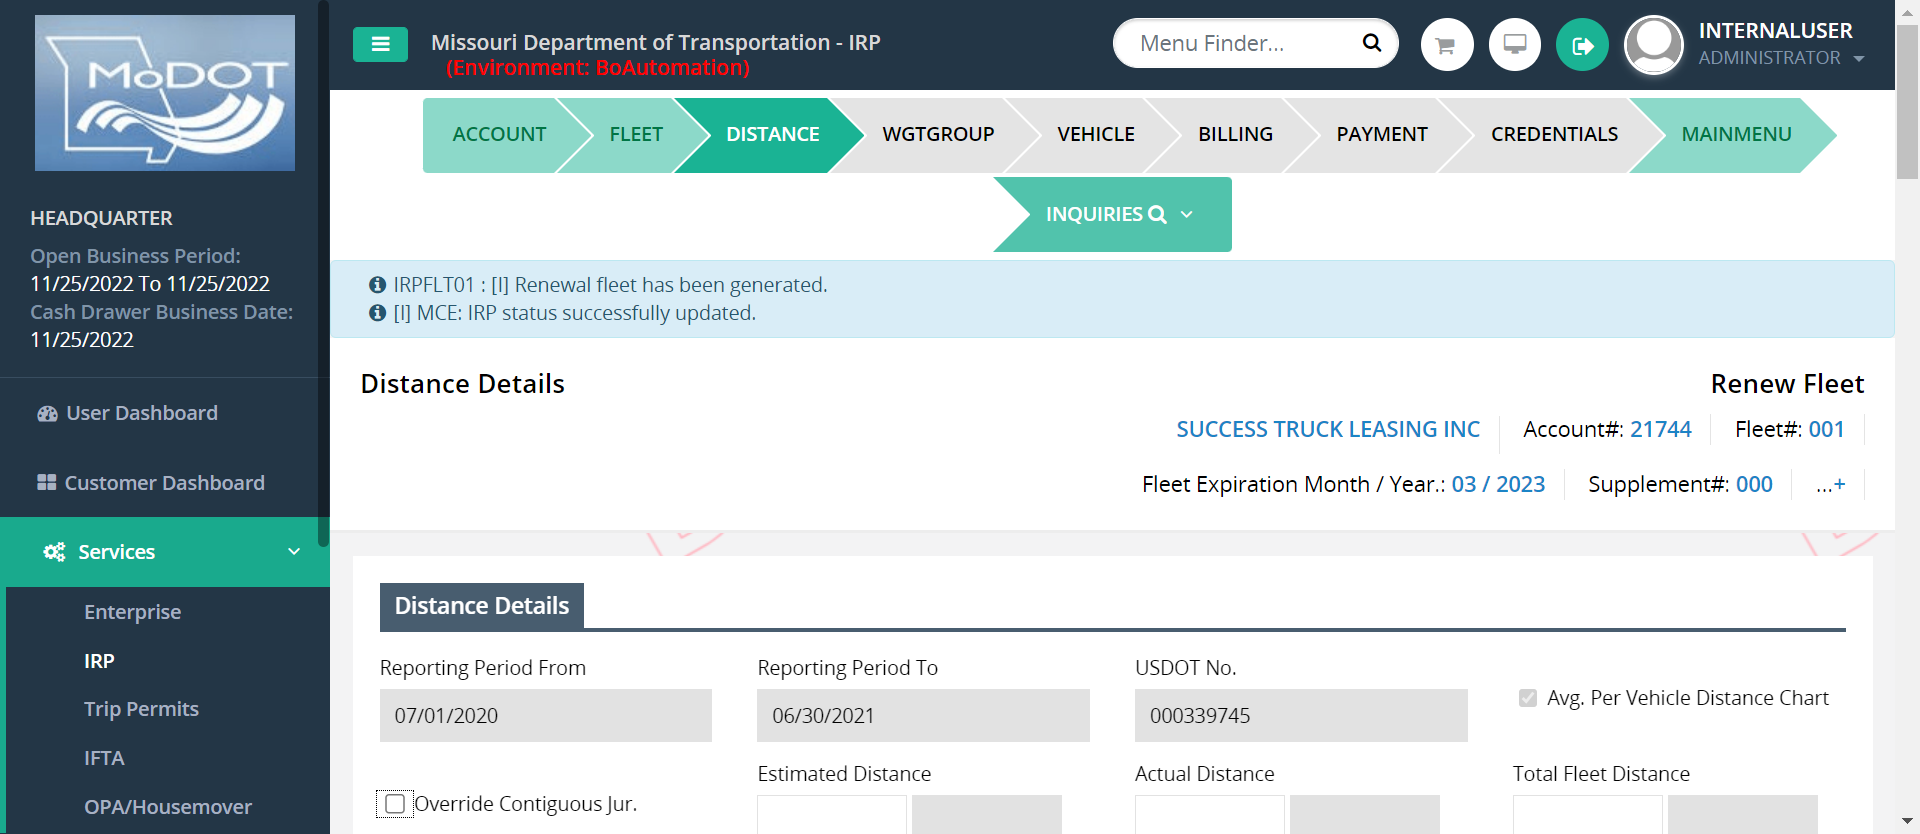 MoDOT
HEADQUARTER
Open Business Period:
11/25/2022 To 11/25/2022
Cash Drawer Business Date:
11/25/2022
User Dashboard
Customer Dashboard
Services
Enterprise
IRP
Trip Permits
IFTA
OPA/Housemover
Missouri Department of Transportation - IRP
(Environment: BoAutomation)
Menu Finder...
INTERNALUSER
ADMINISTRATOR
ACCOUNT FLEET DISTANCE WGTGROUP VEHICLE BILLING PAYMENT CREDENTIALS MAINMENU
INQUIRIES
IRPFLT01 : [I] Renewal fleet has been generated.
[I] MCE: IRP status successfully updated.
Distance Details
Renew Fleet
SUCCESS TRUCK LEASING INC Account#: 21744 Fleet#: 001
Fleet Expiration Month / Year.: 03 / 2023 Supplement#: 000 ...+
Distance Details
Reporting Period From Reporting Period To USDOT No.
07/01/2020 06/30/2021 000339745 Avg. Per Vehicle Distance Chart
Estimated Distance Actual Distance Total Fleet Distance
Override Contiguous Jur.